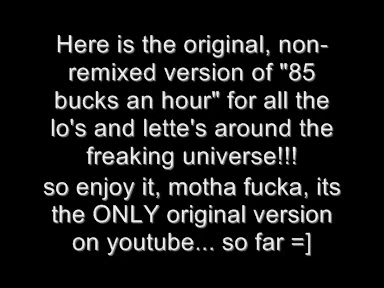 Here is the original, non-
remixed version of "85
bucks an hour" for all the
lo's and lette's around the
freaking universe!!!
so enjoy it, motha fucka, its
the ONLY original version
on youtube... so far =]